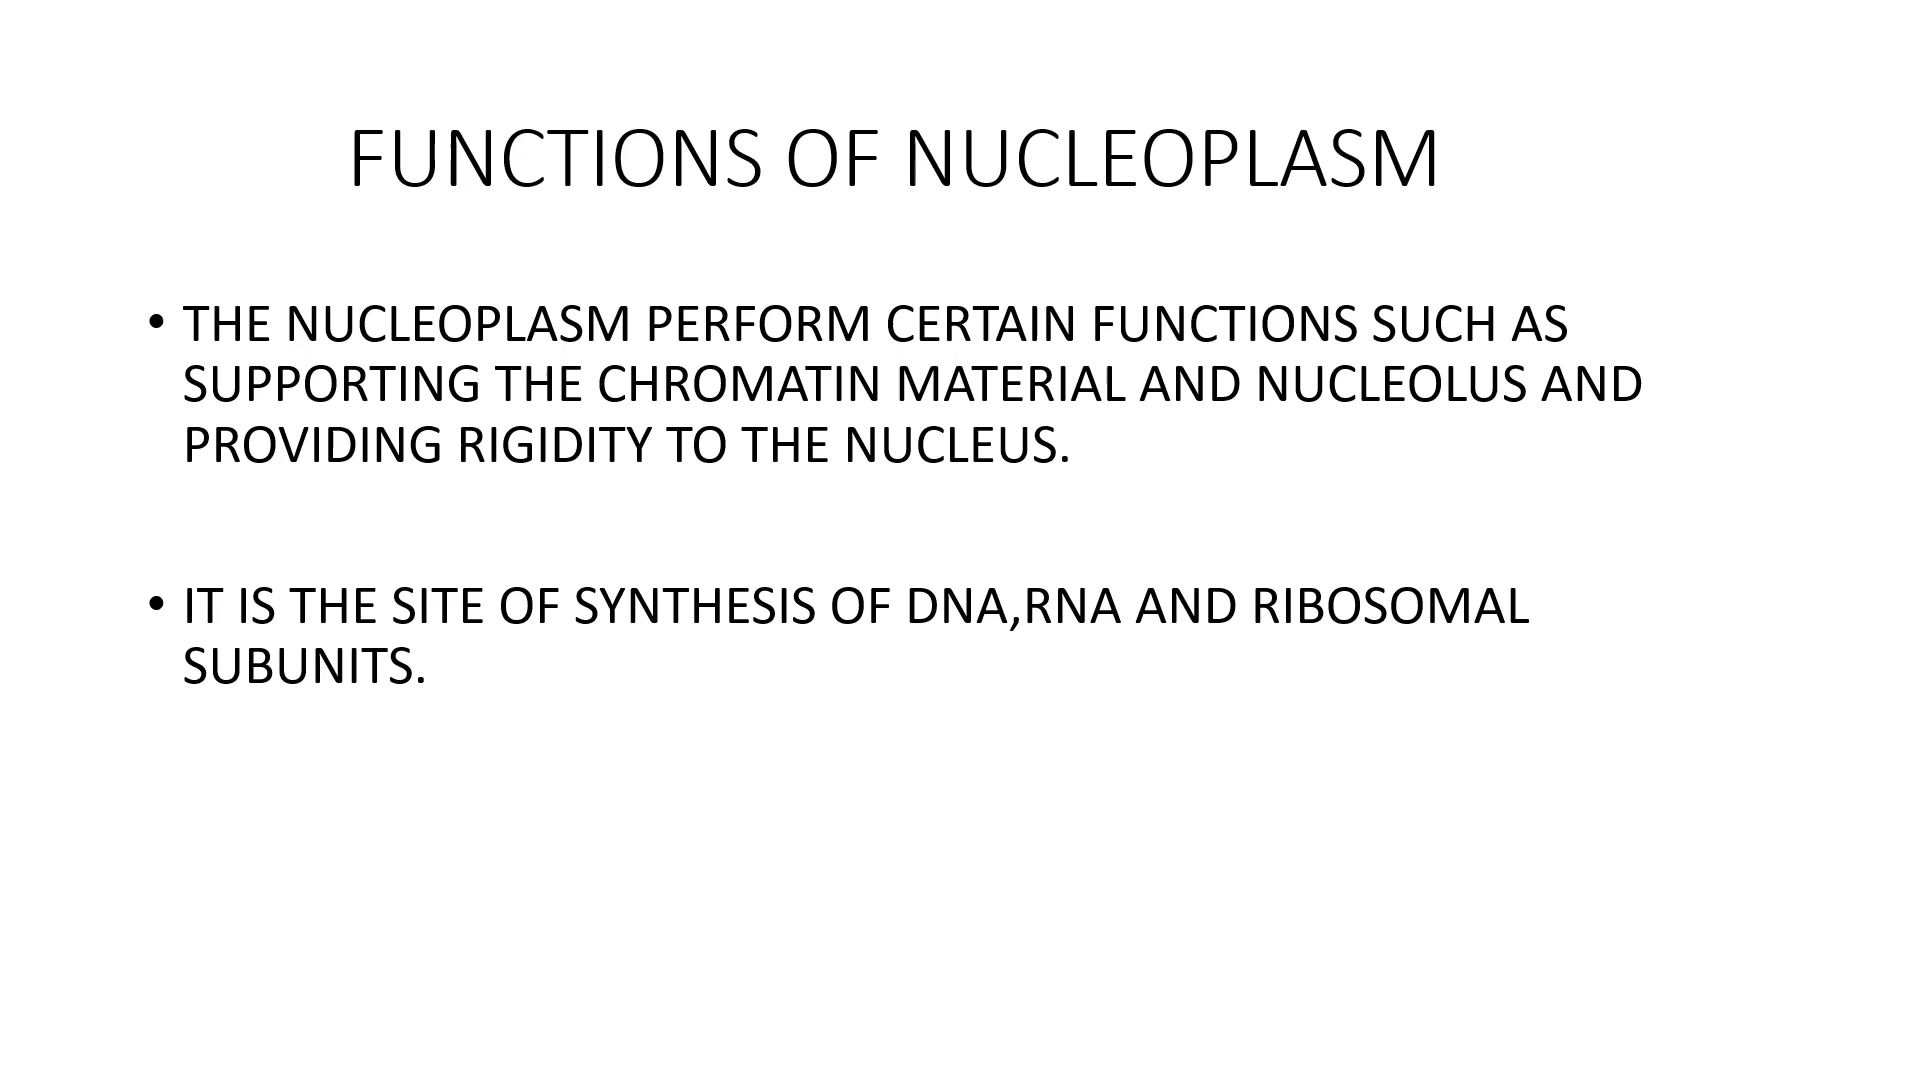 FUNCTIONS OF NUCLEOPLASM
• THE NUCLEOPLASM PERFORM CERTAIN FUNCTIONS SUCH AS
SUPPORTING THE CHROMATIN MATERIAL AND NUCLEOLUS AND
PROVIDING RIGIDITY TO THE NUCLEUS.
• IT IS THE SITE OF SYNTHESIS OF DNA,RNA AND RIBOSOMAL
SUBUNITS.